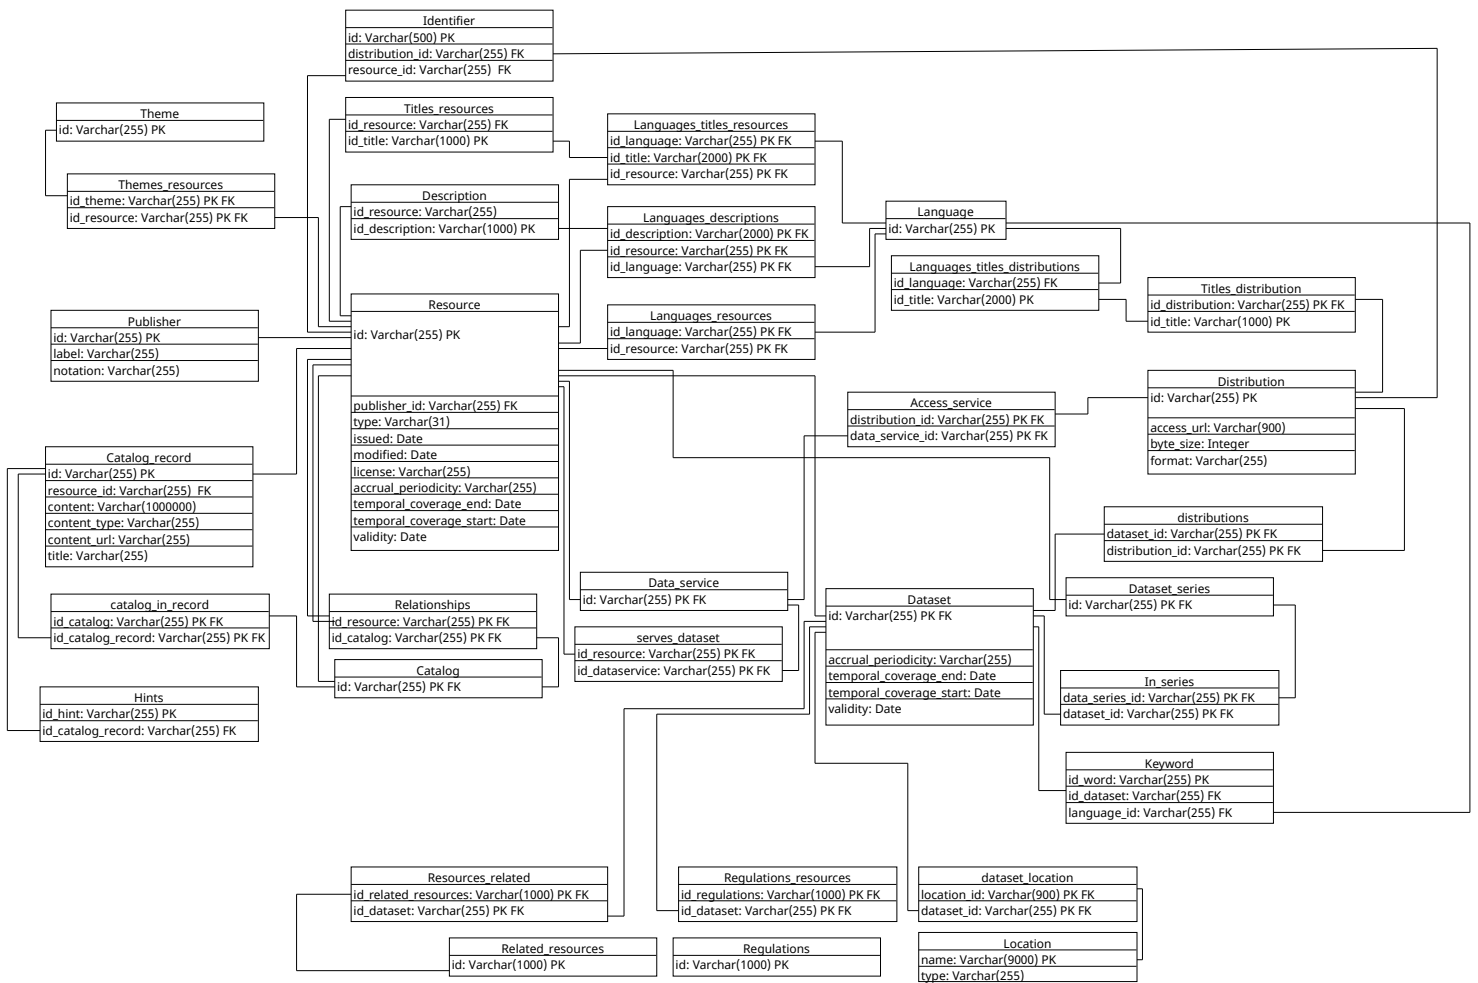 Identifier
id: Varchar(500) PK
distribution_id: Varchar(255) FK
resource_id: Varchar(255)  FK
Theme
id: Varchar(255) PK
Titles_resources
id_resource: Varchar(255) FK
id_title: Varchar(1000) PK
Languages_titles_resources
id_language: Varchar(255) PK FK
id_title: Varchar(2000) PK FK
id_resource: Varchar(255) PK FK
Themes_resources
id_theme: Varchar(255) PK FK
id_resource: Varchar(255) PK FK
Description
id_resource: Varchar(255)
id_description: Varchar(1000) PK
Languages_descriptions
id_description: Varchar(2000) PK FK
id_resource: Varchar(255) PK FK
id_language: Varchar(255) PK FK
Language
id: Varchar(255) PK
Languages_titles_distributions
id_language: Varchar(255) FK
id_title: Varchar(2000) PK
Titles_distribution
id_distribution: Varchar(255) PK FK
id_title: Varchar(1000) PK
Publisher
id: Varchar(255) PK
label: Varchar(255)
notation: Varchar(255)
Resource
id: Varchar(255) PK
publisher_id: Varchar(255) FK
type: Varchar(31)
issued: Date
modified: Date
license: Varchar(255)
accrual_periodicity: Varchar(255)
temporal_coverage_end: Date
temporal_coverage_start: Date
validity: Date
Languages_resources
id_language: Varchar(255) PK FK
id_resource: Varchar(255) PK FK
Access_service
distribution_id: Varchar(255) PK FK
data_service_id: Varchar(255) PK FK
Distribution
id: Varchar(255) PK
access_url: Varchar(900)
byte_size: Integer
format: Varchar(255)
Catalog_record
id: Varchar(255) PK
resource_id: Varchar(255)  FK
content: Varchar(1000000)
content_type: Varchar(255)
content_url: Varchar(255)
title: Varchar(255)
distributions
dataset_id: Varchar(255) PK FK
distribution_id: Varchar(255) PK FK
catalog_in_record
id_catalog: Varchar(255) PK FK
id_catalog_record: Varchar(255) PK FK
Relationships
id_resource: Varchar(255) PK FK
id_catalog: Varchar(255) PK FK
Data_service
id: Varchar(255) PK FK
Dataset
id: Varchar(255) PK FK
accrual_periodicity: Varchar(255)
temporal_coverage_end: Date
temporal_coverage_start: Date
validity: Date
Dataset_series
id: Varchar(255) PK FK
serves_dataset
id_resource: Varchar(255) PK FK
id_dataservice: Varchar(255) PK FK
Catalog
id: Varchar(255) PK FK
Hints
id_hint: Varchar(255) PK
id_catalog_record: Varchar(255) FK
In_series
data_series_id: Varchar(255) PK FK
dataset_id: Varchar(255) PK FK
Keyword
id_word: Varchar(255) PK
id_dataset: Varchar(255) FK
language_id: Varchar(255) FK
Resources_related
id_related_resources: Varchar(1000) PK FK
id_dataset: Varchar(255) PK FK
Regulations_resources
id_regulations: Varchar(1000) PK FK
id_dataset: Varchar(255) PK FK
dataset_location
location_id: Varchar(900) PK FK
dataset_id: Varchar(255) PK FK
Related_resources
id: Varchar(1000) PK
Regulations
id: Varchar(1000) PK
Location
name: Varchar(9000) PK
type: Varchar(255)